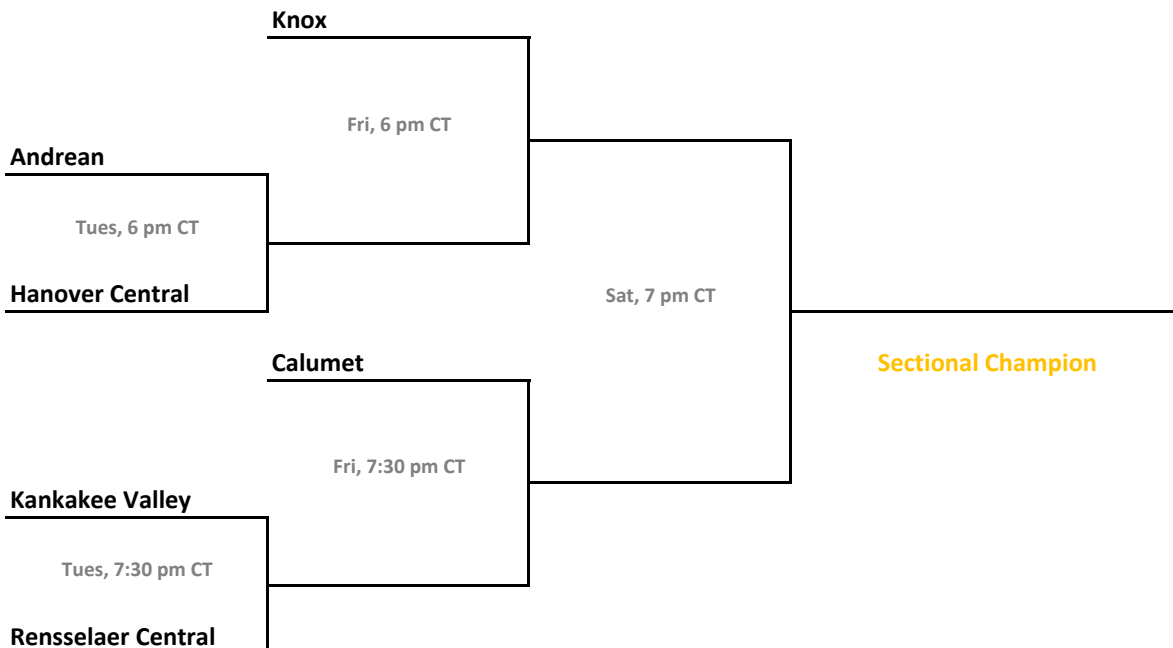 Knox
Fri, 6 pm CT
Andrean
Tues, 6 pm CT
Hanover Central
Sat, 7 pm CT
Calumet
Sectional Champion
Fri, 7:30 pm CT
Kankakee Valley
Tues, 7:30 pm CT
Rensselaer Central